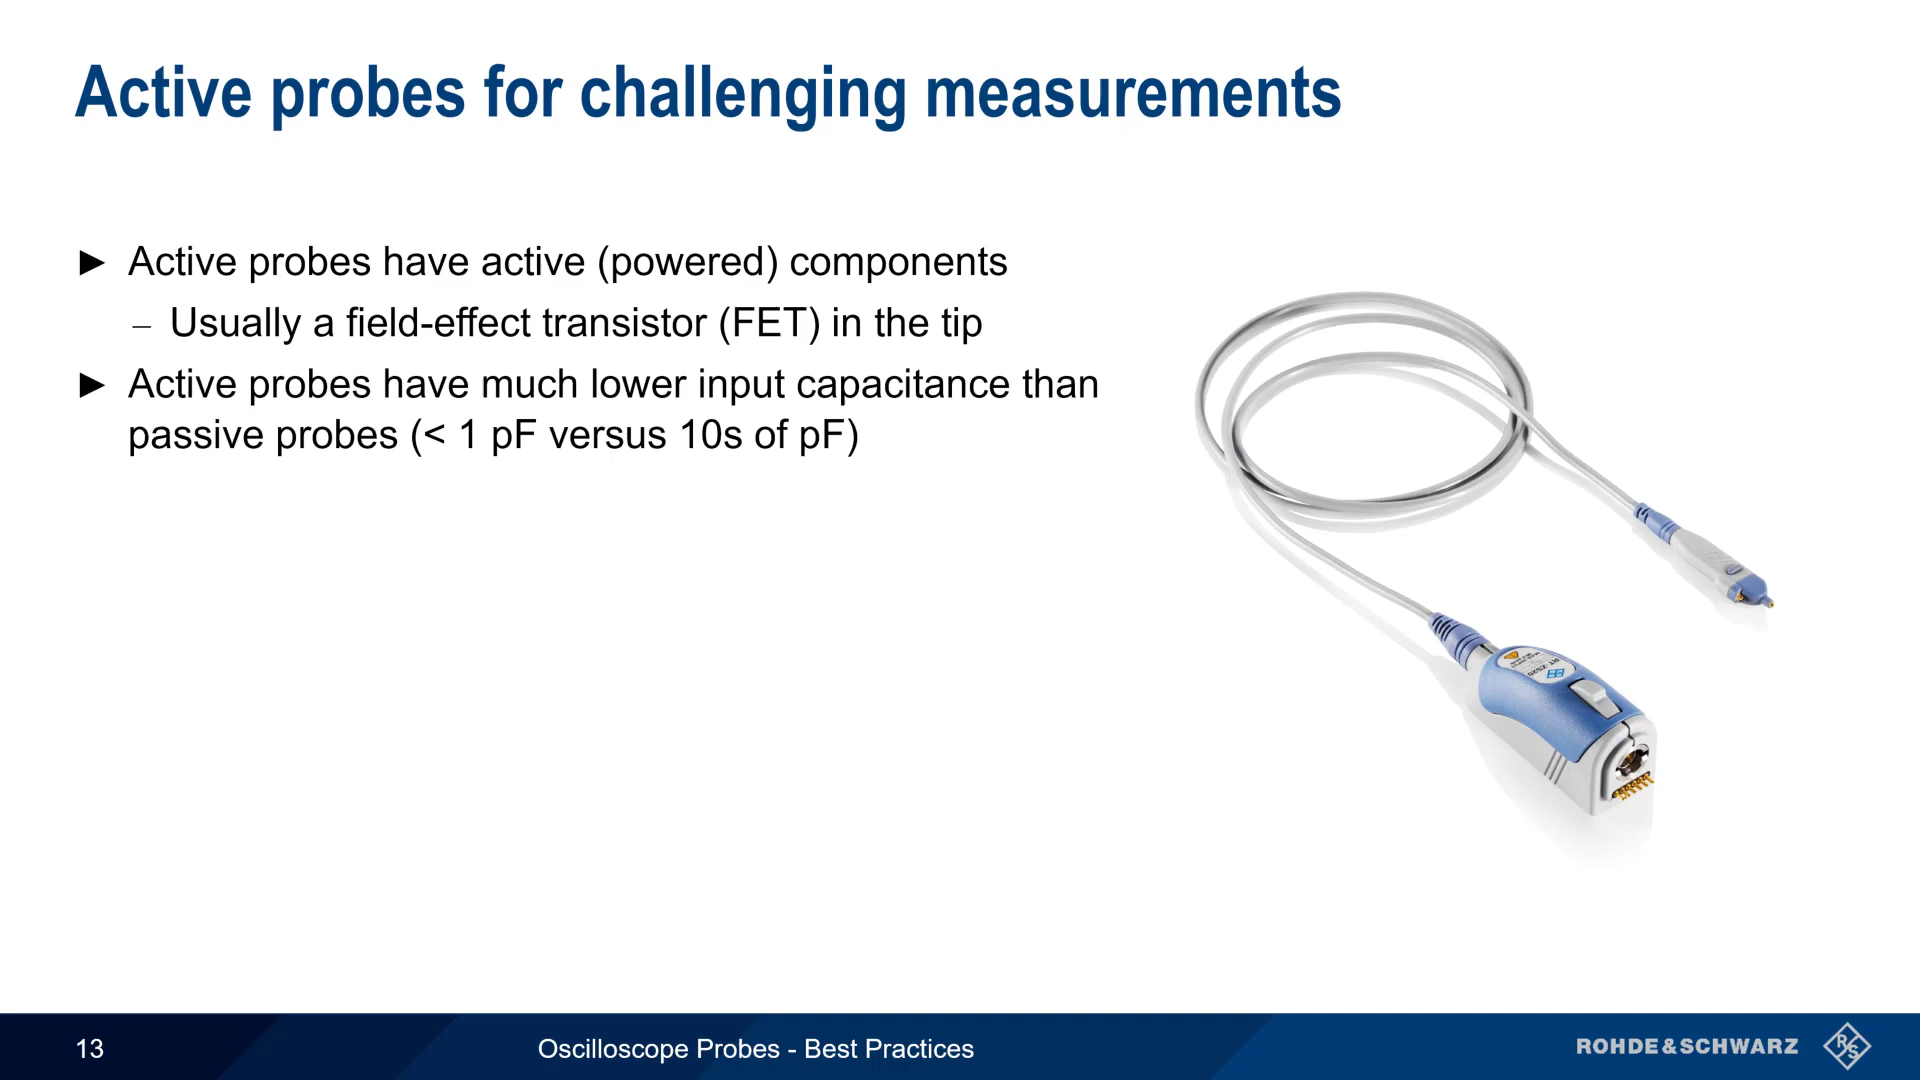 Active probes for challenging measurements
► Active probes have active (powered) components
– Usually a field-effect transistor (FET) in the tip
► Active probes have much lower input capacitance than
passive probes (< 1 pF versus 10s of pF)
13
Oscilloscope Probes - Best Practices
ROHDE&SCHWARZ
R&S